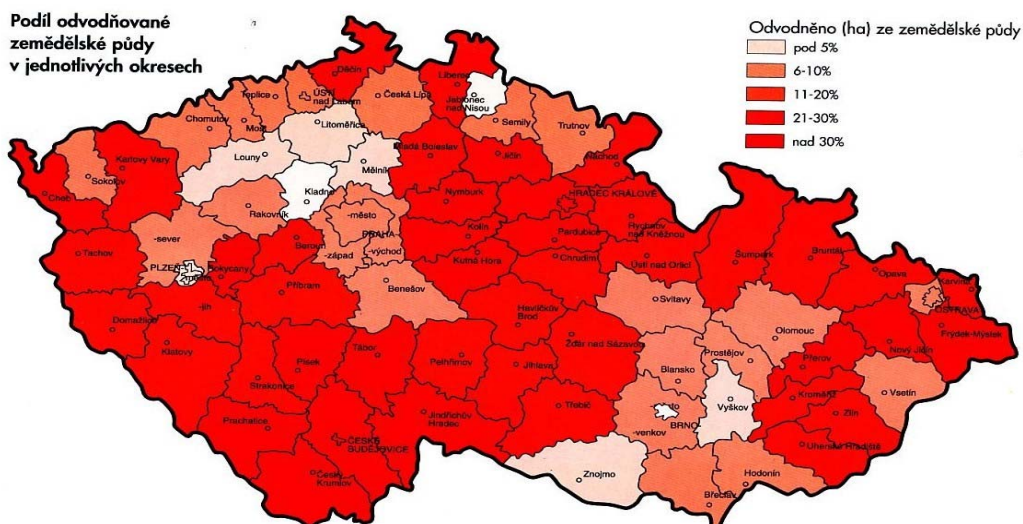 Podíl odvodňované
zemědělské půdy
v jednotlivých okresech
Odvodněno (ha) ze zemědělské půdy
pod 5%
6-10%
11-20%
21-30%
nad 30%
Děčín
Liberec
Teplice
ÚSTÍ
nad Labem
Česká Lípa
Jablonec
nad Nisou
Chomutov
Most
Litoměřice
Semily
Trutnov
Karlovy Vary
Louny
Mělník
Mladá Boleslav
Jičín
Náchod
Sokolov
Cheb
Kladno
Nymburk
HRADEC KRÁLOVÉ
Rakovník
-město
PRAHA
Kolín
Pardubice
Rychnov
nad Kněžnou
-sever
Beroun
-západ
-východ
Tachov
PLZEŇ
Rokycany
Kutná Hora
Chrudim
Ústí nad Orlicí
Šumperk
Bruntál
Opava
Karviná
-jih
Příbram
Benešov
Svitavy
OSTRAVA
Domažlice
Havlíčkův
Brod
Olomouc
Frýdek-Místek
Klatovy
Písek
Tábor
Pelhřimov
Jihlava
Žďár nad Sázavou
Prostějov
Přerov
Nový Jičín
Strakonice
Blansko
Vsetín
Třebíč
Vyškov
Kroměříž
Zlín
Prachatice
Jindřichův
Hradec
-venkov
BRNO
ČESKÉ
BUDĚJOVICE
Uherské Hradiště
Český
Krumlov
Znojmo
Hodonín
Břeclav